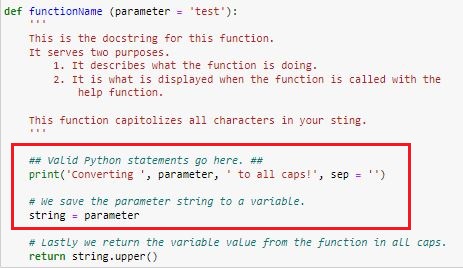 def functionName (parameter = 'test'):
'''
This is the docstring for this function.
It serves two purposes.
1. It describes what the function is doing.
2. It is what is displayed when the function is called with the
help function.
This function capitolizes all characters in your sting.
'''
## Valid Python statements go here. ##
print('Converting ', parameter, ' to all caps!', sep = '')
# We save the parameter string to a variable.
string = parameter
# Lastly we return the variable value from the function in all caps.
return string.upper()